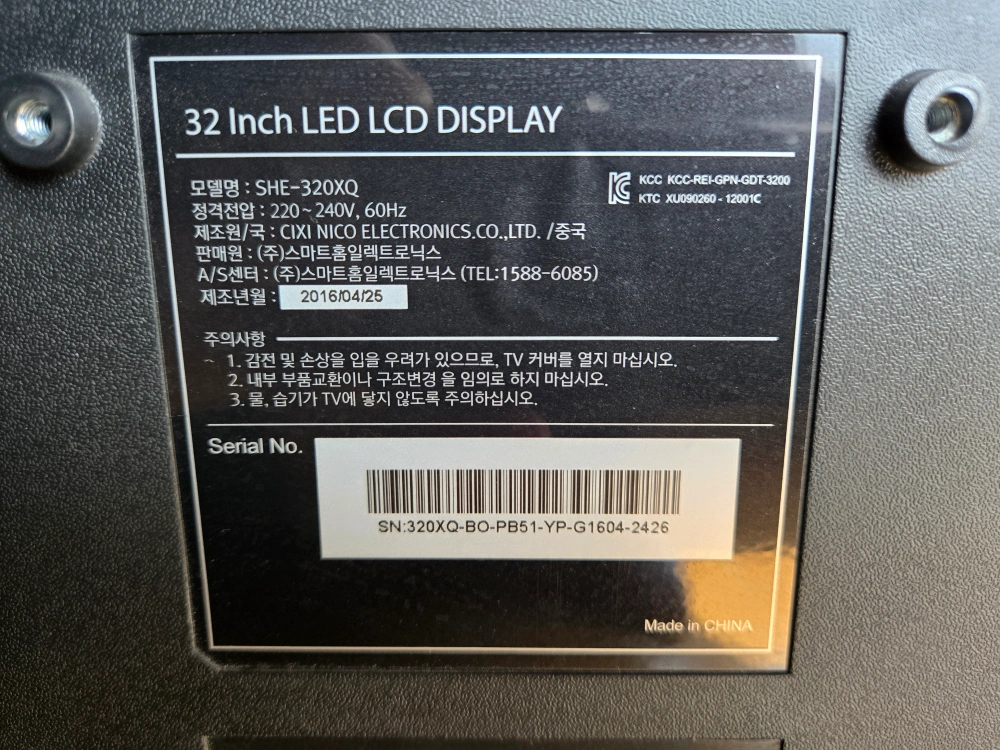 32 Inch LED LCD DISPLAY
모델명 : SHE-320XQ
KCC KCC-REI-GPN-GDT-3200
KTC XU090260 - 12001C
정격전압 : 220~240V, 60Hz
제조원/국 : CIXI NICO ELECTRONICS.CO.,LTD. /중국
판매원 : (주)스마트홈일렉트로닉스
A/S센터 : (주)스마트홈일렉트로닉스 (TEL:1588-6085)
제조년월 : 2016/04/25
주의사항
1. 감전 및 손상을 입을 우려가 있으므로, TV 커버를 열지 마십시오.
2. 내부 부품교환이나 구조변경 을 임의로 하지 마십시오.
3. 물, 습기가 TV에 닿지 않도록 주의하십시오.
Serial No.
SN:320XQ-BO-PB51-YP-G1604-2426
Made in CHINA